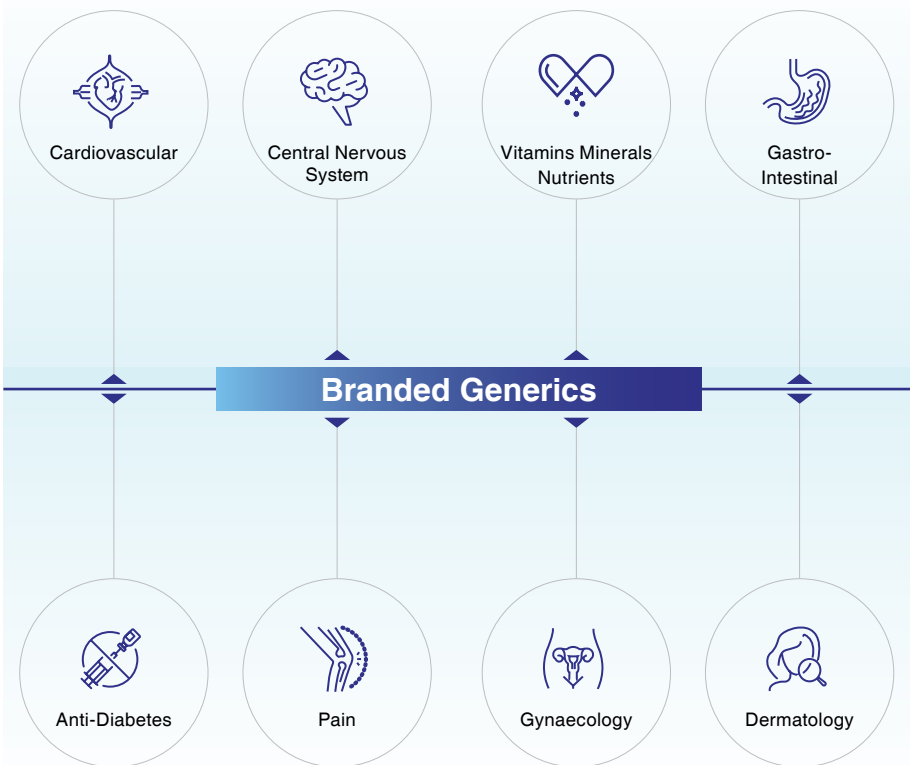 Cardiovascular
Central Nervous
System
Vitamins Minerals
Nutrients
Gastro-
Intestinal
Branded Generics
Anti-Diabetes
Pain
Gynaecology
Dermatology